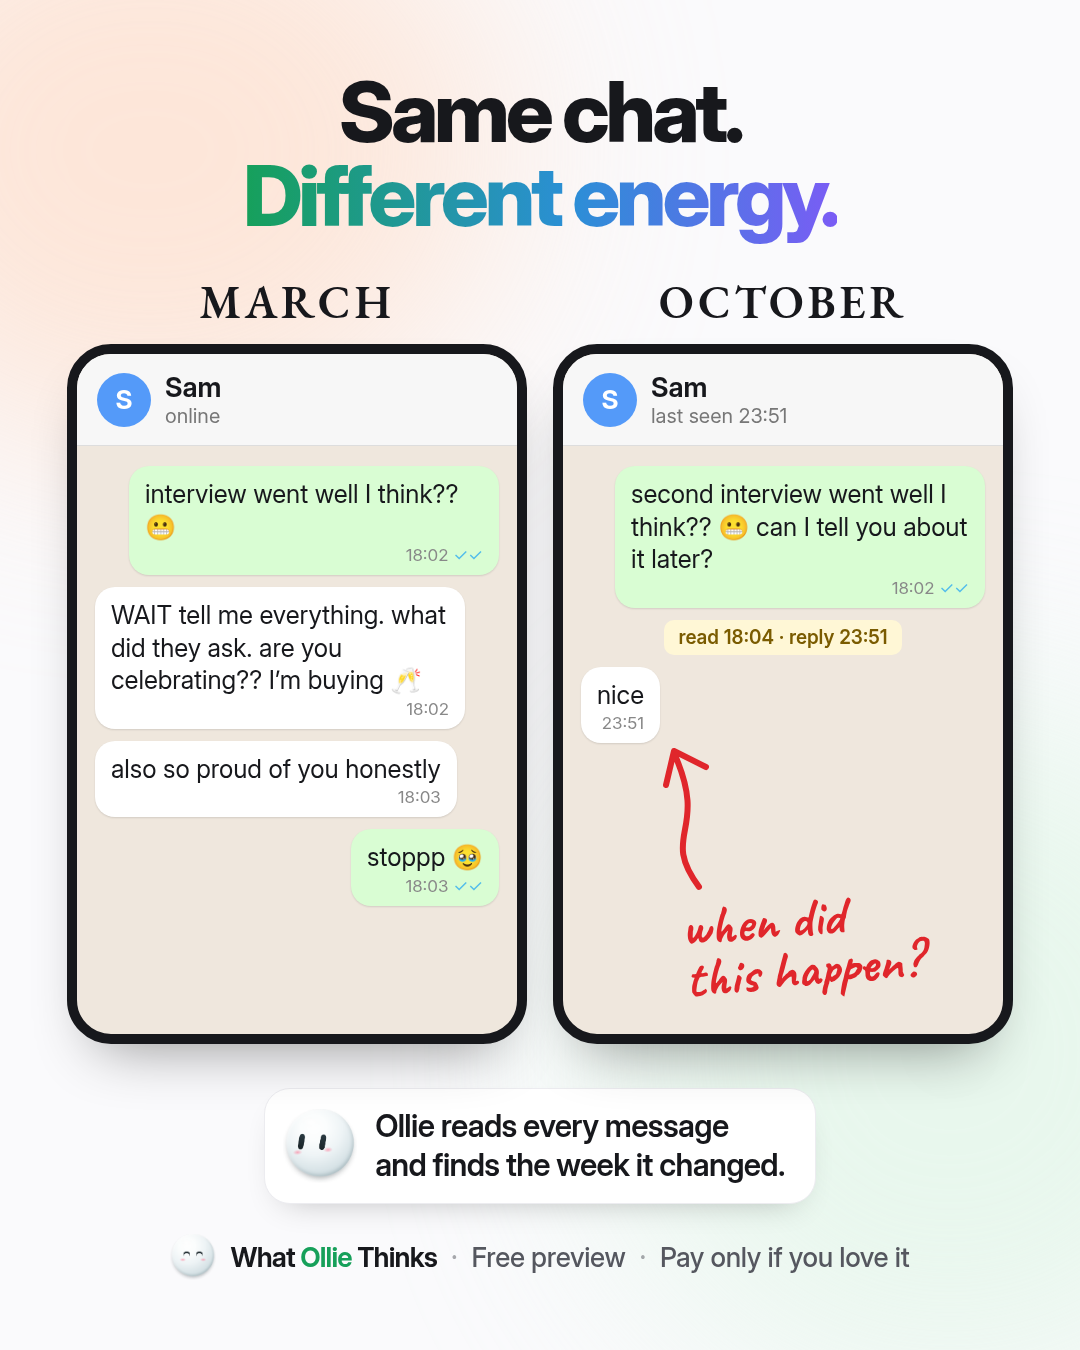 Same chat.
Different energy.
MARCH
S
Sam
online
interview went well I think??
😬
18:02 ✓✓
WAIT tell me everything. what
did they ask. are you
celebrating?? I’m buying 🥂
18:02
also so proud of you honestly
18:03
stoppp 🥹
18:03 ✓✓
OCTOBER
S
Sam
last seen 23:51
second interview went well I
think?? 😬 can I tell you about
it later?
18:02 ✓✓
read 18:04 · reply 23:51
nice
23:51
when did
this happen?
Ollie reads every message
and finds the week it changed.
What Ollie Thinks · Free preview · Pay only if you love it